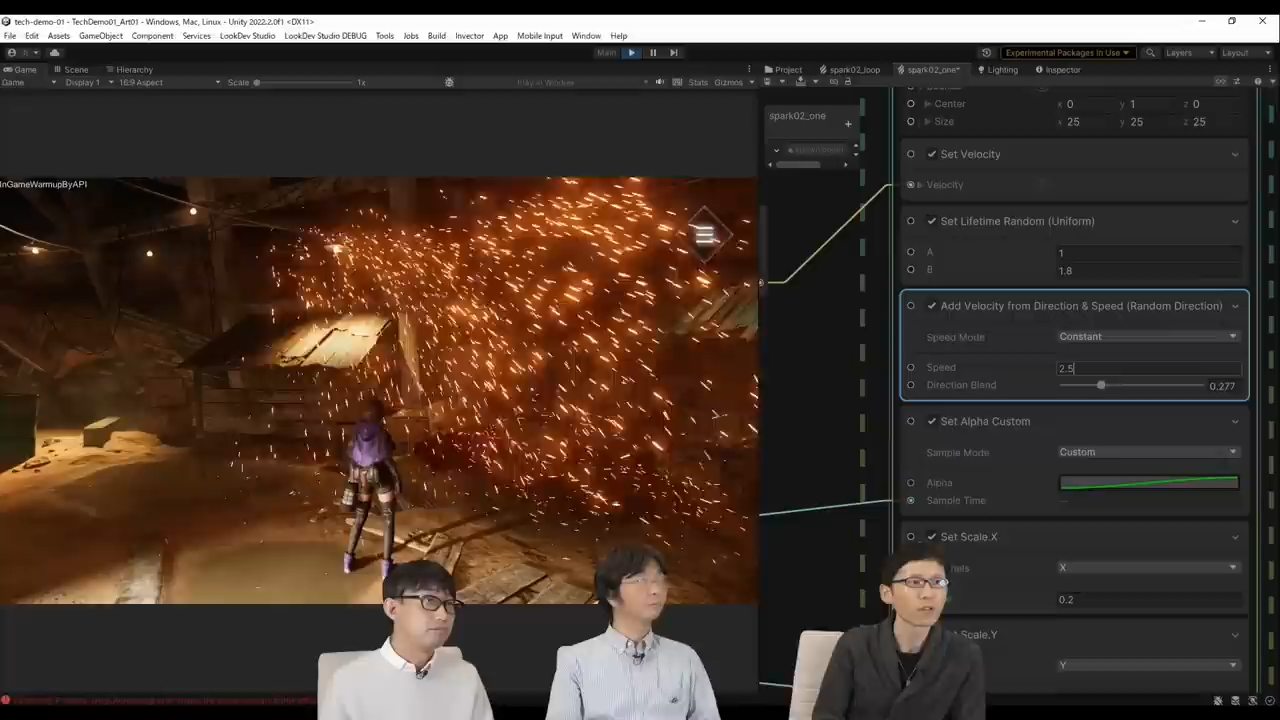 tech-demo-01 - TechDemo01_Art01 - Windows, Mac, Linux - Unity 2022.2.0f1 <DX11>
File Edit Assets GameObject Component Services LookDev Studio LookDev Studio DEBUG Tools Jobs Build Invector App Mobile Input Window Help
Main Experimental Packages In Use Layers Layout
Game Scene Hierarchy Project spark02_loop spark02_one* Lighting Inspector
Game Display 1 16:9 Aspect Scale 1x Stats Gizmos
Center x 0 y 1 z 0
spark02_one
Size x 25 y 25 z 25
Set Velocity
InGameWarmupByAPI
Velocity
Set Lifetime Random (Uniform)
A 1
B 1.8
Add Velocity from Direction & Speed (Random Direction)
Speed Mode Constant
Speed 2.5
Direction Blend 0.277
Set Alpha Custom
Sample Mode Custom
Alpha
Sample Time
Set Scale.X
X
0.2
Scale.Y
Y